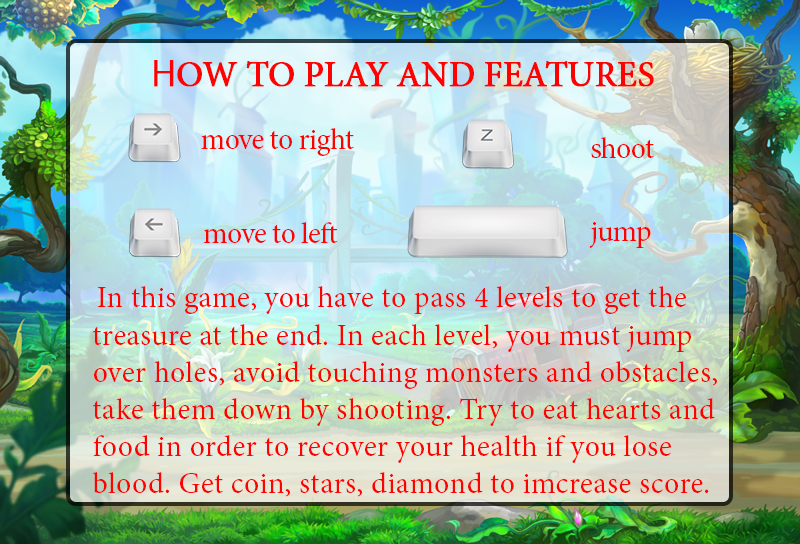 HOW TO PLAY AND FEATURES
→ move to right
Z shoot
← move to left
jump
In this game, you have to pass 4 levels to get the
treasure at the end. In each level, you must jump
over holes, avoid touching monsters and obstacles,
take them down by shooting. Try to eat hearts and
food in order to recover your health if you lose
blood. Get coin, stars, diamond to imcrease score.